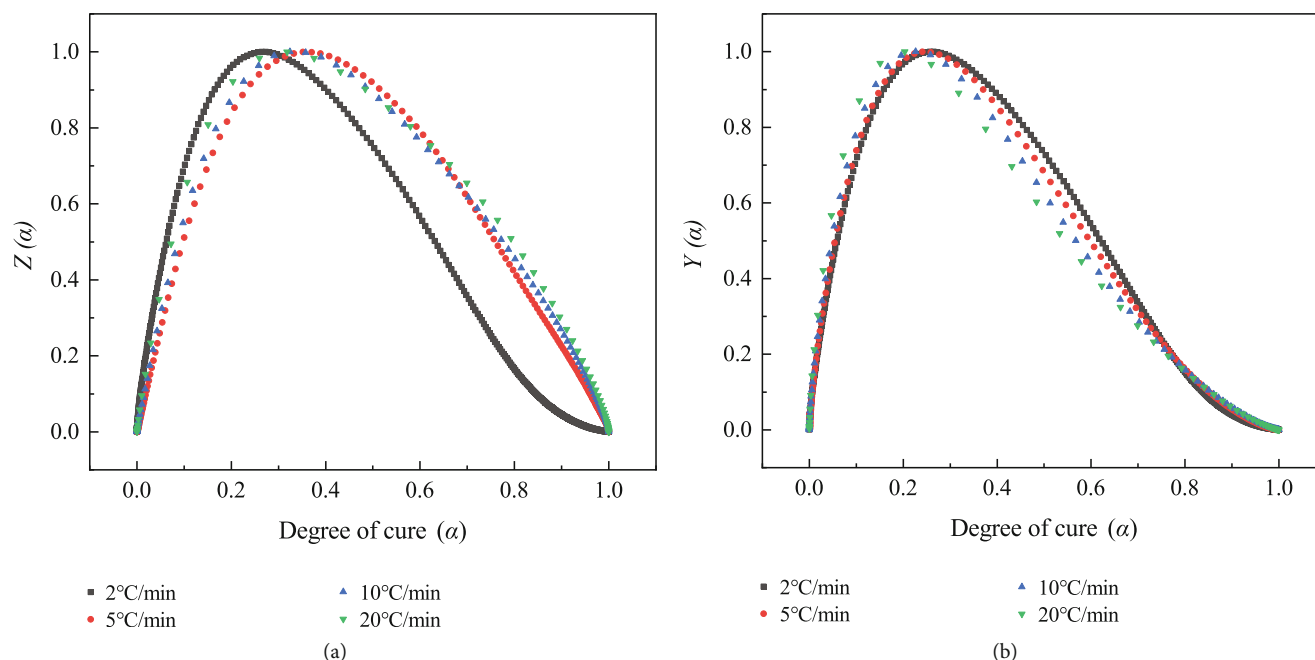 1.0
0.8
0.6
0.4
0.2
0.0
Z (α)
0.0 0.2 0.4 0.6 0.8 1.0
Degree of cure (α)
2°C/min 10°C/min
5°C/min 20°C/min
(a)
1.0
0.8
0.6
0.4
0.2
0.0
Y (α)
0.0 0.2 0.4 0.6 0.8 1.0
Degree of cure (α)
2°C/min 10°C/min
5°C/min 20°C/min
(b)